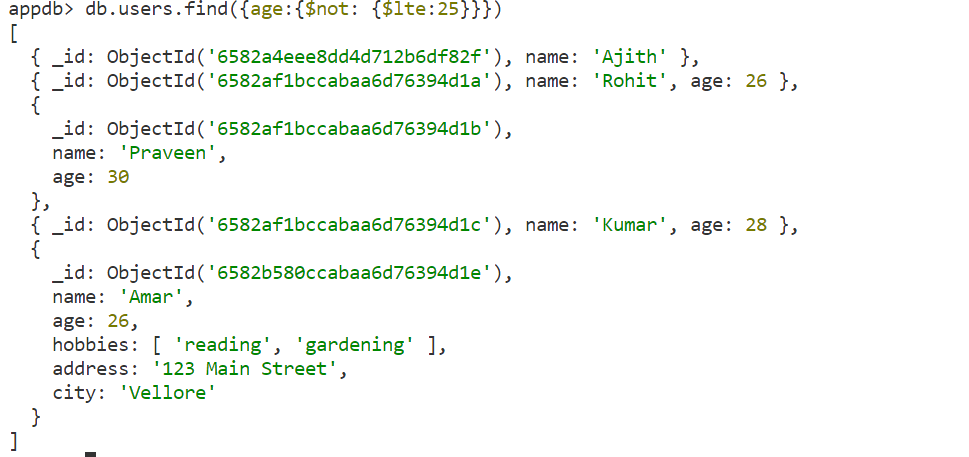 appdb> db.users.find({age:{$not: {$lte:25}}})
[
  { _id: ObjectId('6582a4eee8dd4d712b6df82f'), name: 'Ajith' },
  { _id: ObjectId('6582af1bccabaa6d76394d1a'), name: 'Rohit', age: 26 },
  {
    _id: ObjectId('6582af1bccabaa6d76394d1b'),
    name: 'Praveen',
    age: 30
  },
  { _id: ObjectId('6582af1bccabaa6d76394d1c'), name: 'Kumar', age: 28 },
  {
    _id: ObjectId('6582b580ccabaa6d76394d1e'),
    name: 'Amar',
    age: 26,
    hobbies: [ 'reading', 'gardening' ],
    address: '123 Main Street',
    city: 'Vellore'
  }
]